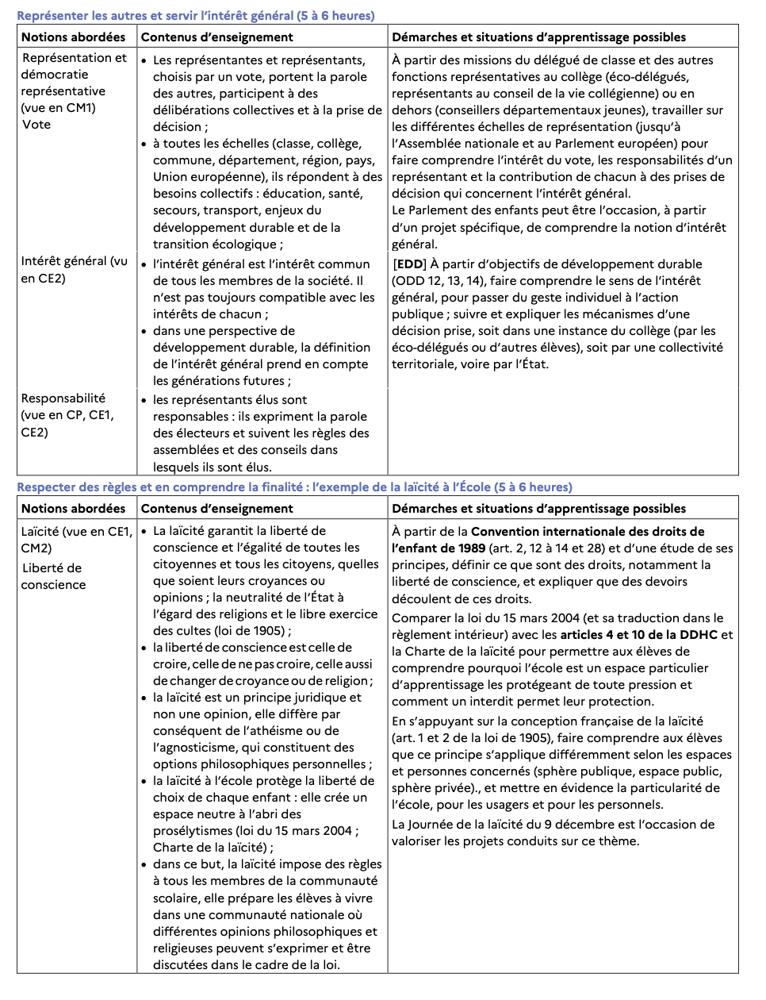 Représenter les autres et servir l'intérêt général (5 à 6 heures)
Notions abordées
Contenus d'enseignement
Démarches et situations d'apprentissage possibles
Représentation et
démocratie
représentative
(vue en CM1)
Vote
• Les représentantes et représentants,
choisis par un vote, portent la parole
des autres, participent à des
délibérations collectives et à la prise de
décision ;
• à toutes les échelles (classe, collège,
commune, département, région, pays,
Union européenne), ils répondent à des
besoins collectifs : éducation, santé,
secours, transport, enjeux du
développement durable et de la
transition écologique ;
À partir des missions du délégué de classe et des autres
fonctions représentatives au collège (éco-délégués,
représentants au conseil de la vie collégienne) ou en
dehors (conseillers départementaux jeunes), travailler sur
les différentes échelles de représentation (jusqu'à
l'Assemblée nationale et au Parlement européen) pour
faire comprendre l'intérêt du vote, les responsabilités d'un
représentant et la contribution de chacun à des prises de
décision qui concernent l'intérêt général.
Le Parlement des enfants peut être l'occasion, à partir
d'un projet spécifique, de comprendre la notion d'intérêt
général.
Intérêt général (vu
en CE2)
• l'intérêt général est l'intérêt commun
de tous les membres de la société. Il
n'est pas toujours compatible avec les
intérêts de chacun ;
• dans une perspective de
développement durable, la définition
de l'intérêt général prend en compte
les générations futures ;
[EDD] À partir d'objectifs de développement durable
(ODD 12, 13, 14), faire comprendre le sens de l'intérêt
général, pour passer du geste individuel à l'action
publique ; suivre et expliquer les mécanismes d'une
décision prise, soit dans une instance du collège (par les
éco-délégués ou d'autres élèves), soit par une collectivité
territoriale, voire par l'État.
Responsabilité
(vue en CP, CE1,
CE2)
• les représentants élus sont
responsables : ils expriment la parole
des électeurs et suivent les règles des
assemblées et des conseils dans
lesquels ils sont élus.
Respecter des règles et en comprendre la finalité : l'exemple de la laïcité à l'École (5 à 6 heures)
Notions abordées
Contenus d'enseignement
Démarches et situations d'apprentissage possibles
Laïcité (vue en CE1,
CM2)
Liberté de
conscience
• La laïcité garantit la liberté de
conscience et l'égalité de toutes les
citoyennes et tous les citoyens, quelles
que soient leurs croyances ou
opinions ; la neutralité de l'État à
l'égard des religions et le libre exercice
des cultes (loi de 1905) ;
• la liberté de conscience est celle de
croire, celle de ne pas croire, celle aussi
de changer de croyance ou de religion ;
• la laïcité est un principe juridique et
non une opinion, elle diffère par
conséquent de l'athéisme ou de
l'agnosticisme, qui constituent des
options philosophiques personnelles ;
• la laïcité à l'école protège la liberté de
choix de chaque enfant : elle crée un
espace neutre à l'abri des
prosélytismes (loi du 15 mars 2004 ;
Charte de la laïcité) ;
• dans ce but, la laïcité impose des règles
à tous les membres de la communauté
scolaire, elle prépare les élèves à vivre
dans une communauté nationale où
différentes opinions philosophiques et
religieuses peuvent s'exprimer et être
discutées dans le cadre de la loi.
À partir de la Convention internationale des droits de
l'enfant de 1989 (art. 2, 12 à 14 et 28) et d'une étude de ses
principes, définir ce que sont des droits, notamment la
liberté de conscience, et expliquer que des devoirs
découlent de ces droits.
Comparer la loi du 15 mars 2004 (et sa traduction dans le
règlement intérieur) avec les articles 4 et 10 de la DDHC et
la Charte de la laïcité pour permettre aux élèves de
comprendre pourquoi l'école est un espace particulier
d'apprentissage les protégeant de toute pression et
comment un interdit permet leur protection.
En s'appuyant sur la conception française de la laïcité
(art. 1 et 2 de la loi de 1905), faire comprendre aux élèves
que ce principe s'applique différemment selon les espaces
et personnes concernés (sphère publique, espace public,
sphère privée)., et mettre en évidence la particularité de
l'école, pour les usagers et pour les personnels.
La Journée de la laïcité du 9 décembre est l'occasion de
valoriser les projets conduits sur ce thème.